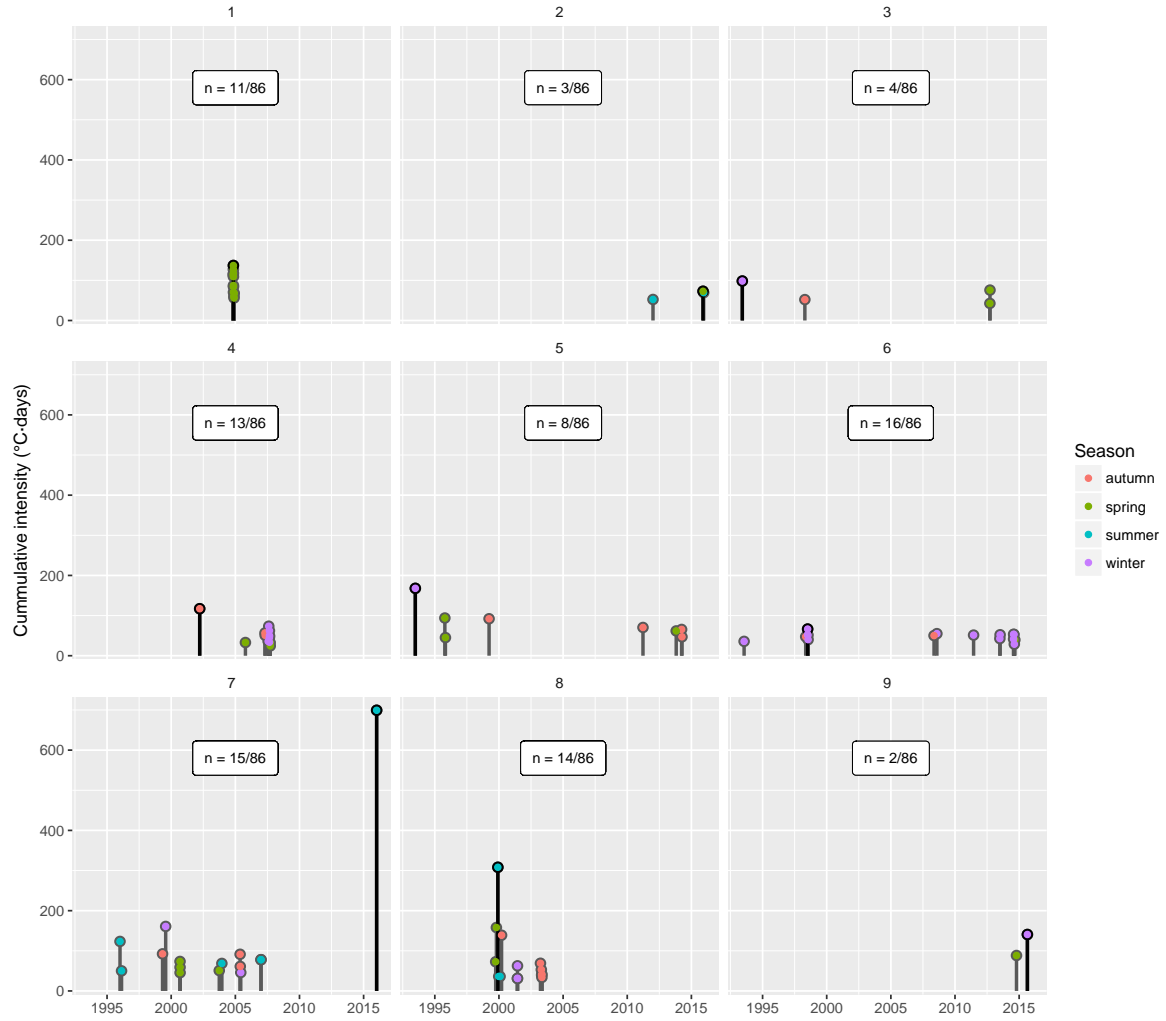 1 2 3
600
400
200
0
n = 11/86 n = 3/86 n = 4/86
4 5 6
600
400
200
0
n = 13/86 n = 8/86 n = 16/86
7 8 9
600
400
200
0
n = 15/86 n = 14/86 n = 2/86
1995 2000 2005 2010 2015 1995 2000 2005 2010 2015 1995 2000 2005 2010 2015
Cummulative intensity (°C·days)
Season
autumn
spring
summer
winter